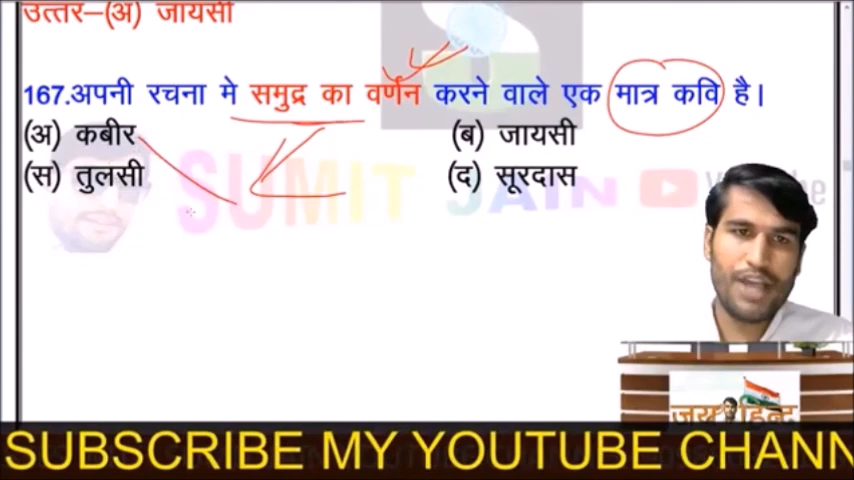 उत्तर–(अ) जायसी
167.अपनी रचना मे समुद्र का वर्णन करने वाले एक मात्र कवि है।
(अ) कबीर (ब) जायसी
(स) तुलसी (द) सूरदास
SUMIT JAIN
जय हिन्द
SUBSCRIBE MY YOUTUBE CHANN